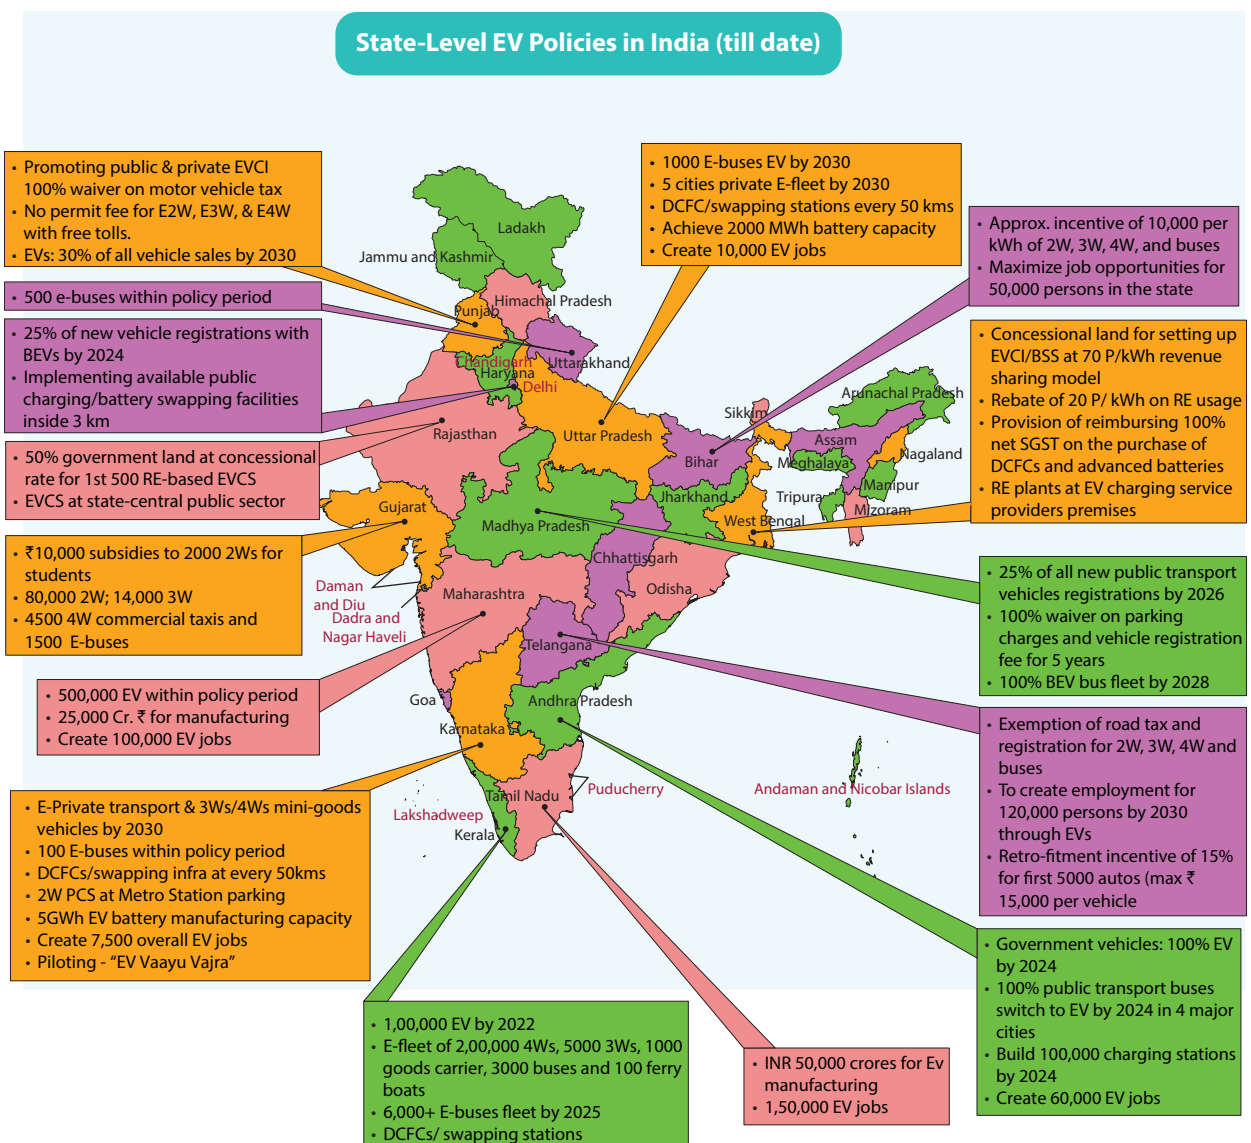 State-Level EV Policies in India (till date)
• Promoting public & private EVCI
100% waiver on motor vehicle tax
• No permit fee for E2W, E3W, & E4W
with free tolls.
• EVs: 30% of all vehicle sales by 2030
• 500 e-buses within policy period
• 25% of new vehicle registrations with
BEVs by 2024
• Implementing available public
charging/battery swapping facilities
inside 3 km
• 50% government land at concessional
rate for 1st 500 RE-based EVCS
• EVCS at state-central public sector
• ₹10,000 subsidies to 2000 2Ws for
students
• 80,000 2W; 14,000 3W
• 4500 4W commercial taxis and
1500 E-buses
• 500,000 EV within policy period
• 25,000 Cr. ₹ for manufacturing
• Create 100,000 EV jobs
• E-Private transport & 3Ws/4Ws mini-goods
vehicles by 2030
• 100 E-buses within policy period
• DCFCs/swapping infra at every 50kms
• 2W PCS at Metro Station parking
• 5GWh EV battery manufacturing capacity
• Create 7,500 overall EV jobs
• Piloting - “EV Vaayu Vajra”
• 1,00,000 EV by 2022
• E-fleet of 2,00,000 4Ws, 5000 3Ws, 1000
goods carrier, 3000 buses and 100 ferry
boats
• 6,000+ E-buses fleet by 2025
• DCFCs/ swapping stations
• 1000 E-buses EV by 2030
• 5 cities private E-fleet by 2030
• DCFC/swapping stations every 50 kms
• Achieve 2000 MWh battery capacity
• Create 10,000 EV jobs
• Approx. incentive of 10,000 per
kWh of 2W, 3W, 4W, and buses
• Maximize job opportunities for
50,000 persons in the state
• Concessional land for setting up
EVCI/BSS at 70 P/kWh revenue
sharing model
• Rebate of 20 P/ kWh on RE usage
• Provision of reimbursing 100%
net SGST on the purchase of
DCFCs and advanced batteries
• RE plants at EV charging service
providers premises
• 25% of all new public transport
vehicles registrations by 2026
• 100% waiver on parking
charges and vehicle registration
fee for 5 years
• 100% BEV bus fleet by 2028
• Exemption of road tax and
registration for 2W, 3W, 4W and
buses
• To create employment for
120,000 persons by 2030
through EVs
• Retro-fitment incentive of 15%
for first 5000 autos (max ₹
15,000 per vehicle
• Government vehicles: 100% EV
by 2024
• 100% public transport buses
switch to EV by 2024 in 4 major
cities
• Build 100,000 charging stations
by 2024
• Create 60,000 EV jobs
• INR 50,000 crores for Ev
manufacturing
• 1,50,000 EV jobs
Ladakh
Jammu and Kashmir
Himachal Pradesh
Punjab
Chandigarh
Uttarakhand
Haryana
Delhi
Rajasthan
Uttar Pradesh
Sikkim
Arunachal Pradesh
Assam
Nagaland
Bihar
Meghalaya
Manipur
Jharkhand
Tripura
Mizoram
Gujarat
Madhya Pradesh
West Bengal
Chhattisgarh
Daman
and Diu
Dadra and
Nagar Haveli
Maharashtra
Odisha
Telangana
Goa
Andhra Pradesh
Karnataka
Puducherry
Andaman and Nicobar Islands
Tamil Nadu
Lakshadweep
Kerala